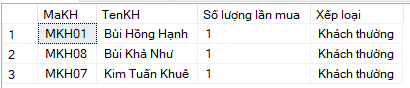 MaKH TenKH Số lượng lần mua Xếp loại
1 MKH01 Bùi Hồng Hạnh 1 Khách thường
2 MKH08 Bùi Khả Như 1 Khách thường
3 MKH07 Kim Tuấn Khuê 1 Khách thường